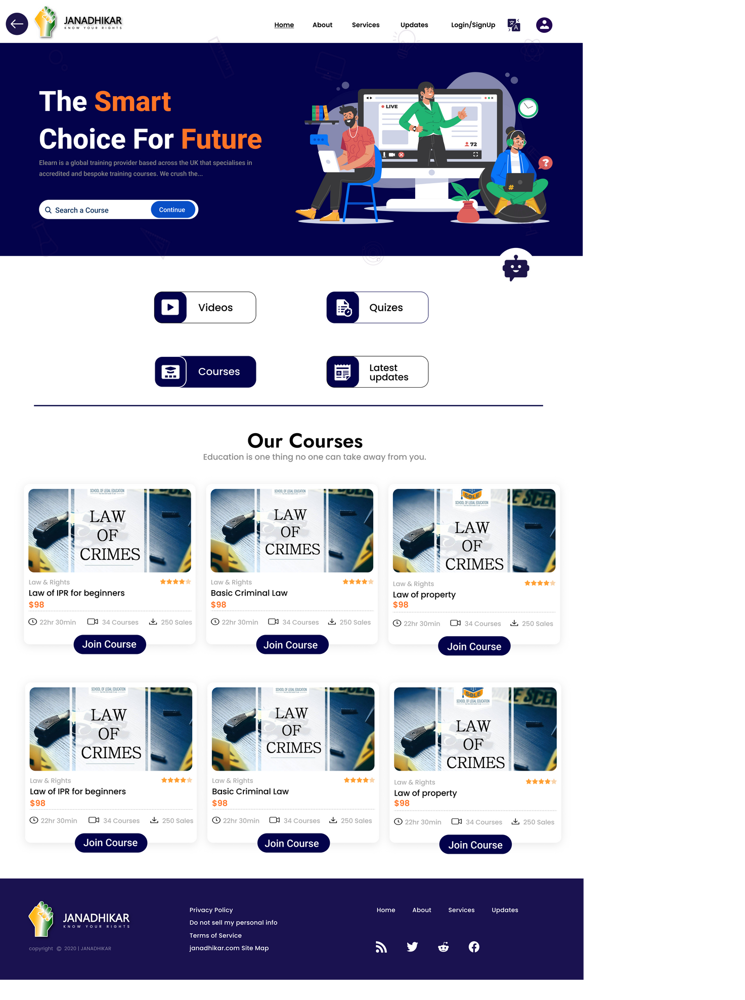 JANADHIKAR
KNOW YOUR RIGHTS
Home About Services Updates Login/SignUp
A
The Smart
Choice For Future
Elearn is a global training provider based across the UK that specialises in
accredited and bespoke training courses. We crush the...
Search a Course Continue
LIVE
72
?
#
Videos Quizes
Courses Latest
updates
Our Courses
Education is one thing no one can take away from you.
SCHOOL OF LEGAL EDUCATION
LAW
OF
CRIMES
Law & Rights
Law of IPR for beginners
$98
22hr 30min 34 Courses 250 Sales
Join Course
SCHOOL OF LEGAL EDUCATION
LAW
OF
CRIMES
Law & Rights
Basic Criminal Law
$98
22hr 30min 34 Courses 250 Sales
Join Course
SOLE
SCHOOL OF LEGAL EDUCATION
LAW
OF
CRIMES
Law & Rights
Law of property
$98
22hr 30min 34 Courses 250 Sales
Join Course
SCHOOL OF LEGAL EDUCATION
LAW
OF
CRIMES
Law & Rights
Law of IPR for beginners
$98
22hr 30min 34 Courses 250 Sales
Join Course
SCHOOL OF LEGAL EDUCATION
LAW
OF
CRIMES
Law & Rights
Basic Criminal Law
$98
22hr 30min 34 Courses 250 Sales
Join Course
SOLE
SCHOOL OF LEGAL EDUCATION
LAW
OF
CRIMES
Law & Rights
Law of property
$98
22hr 30min 34 Courses 250 Sales
Join Course
JANADHIKAR
KNOW YOUR RIGHTS
copyright © 2020 | JANADHIKAR
Privacy Policy
Do not sell my personal info
Terms of Service
janadhikar.com Site Map
Home About Services Updates